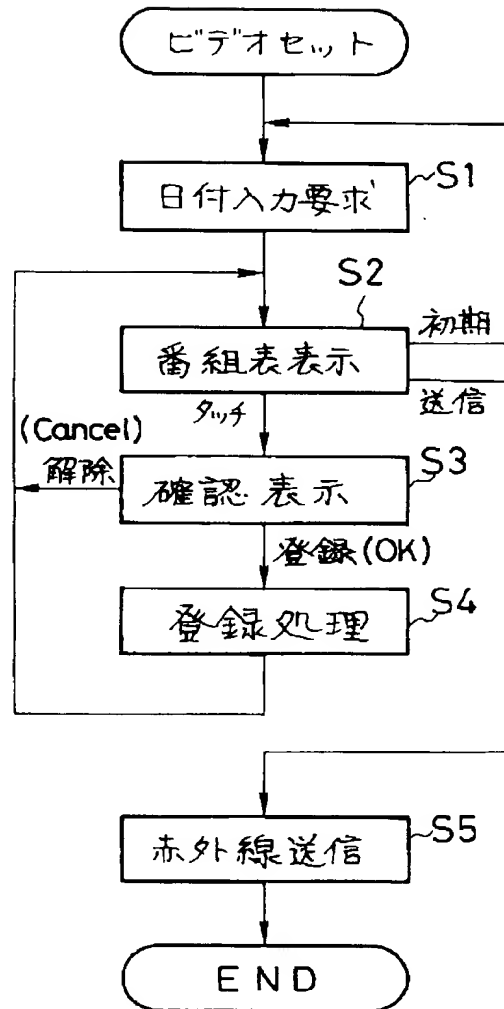 ビデオセット
S1
日付入力要求
S2
初期
番組表表示
送信
タッチ
(Cancel)
解除
S3
確認表示
登録(OK)
S4
登録処理
S5
赤外線送信
END